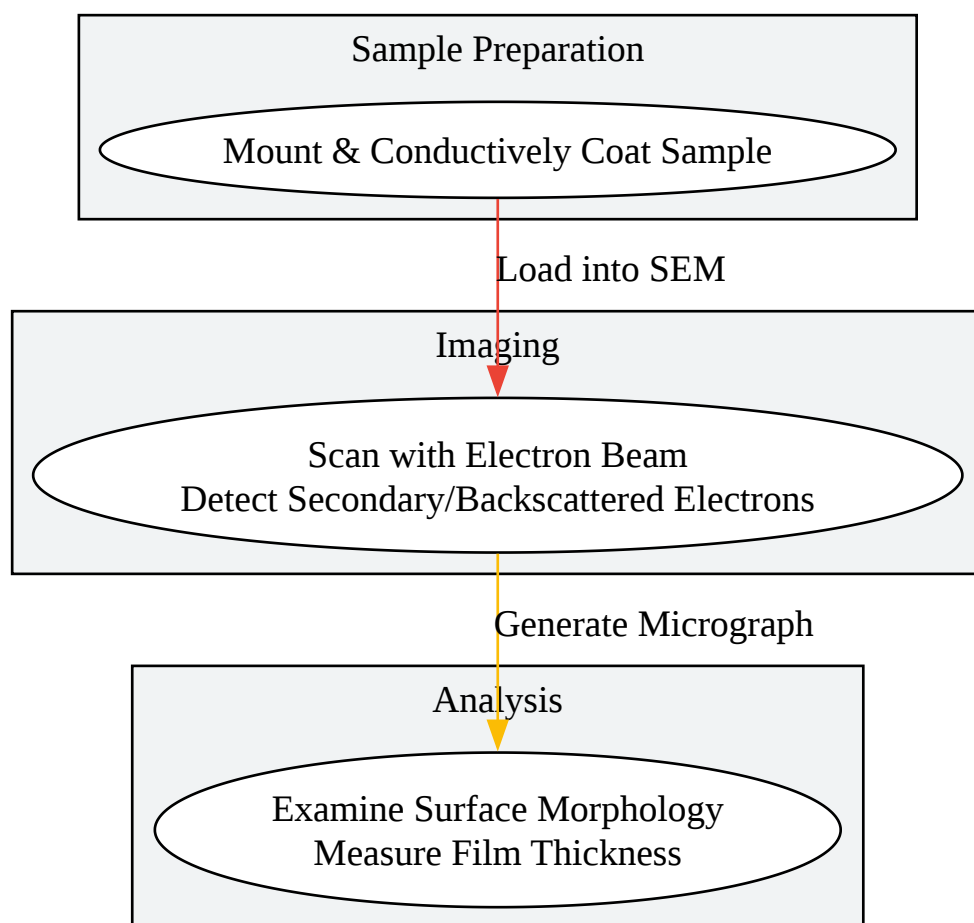 Sample Preparation
Mount & Conductively Coat Sample
Load into SEM
Imaging
Scan with Electron Beam
Detect Secondary/Backscattered Electrons
Generate Micrograph
Analysis
Examine Surface Morphology
Measure Film Thickness